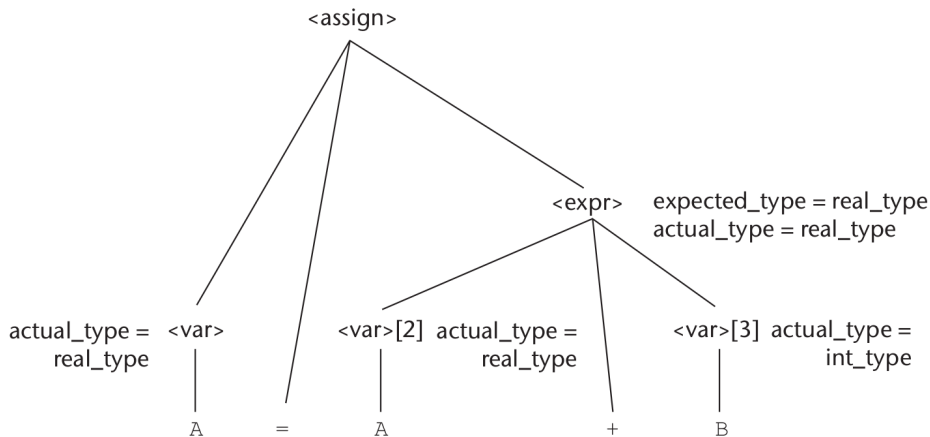 <assign>
<expr> expected_type = real_type
actual_type = real_type
actual_type = <var> <var>[2] actual_type = <var>[3] actual_type =
real_type real_type int_type
A = A + B